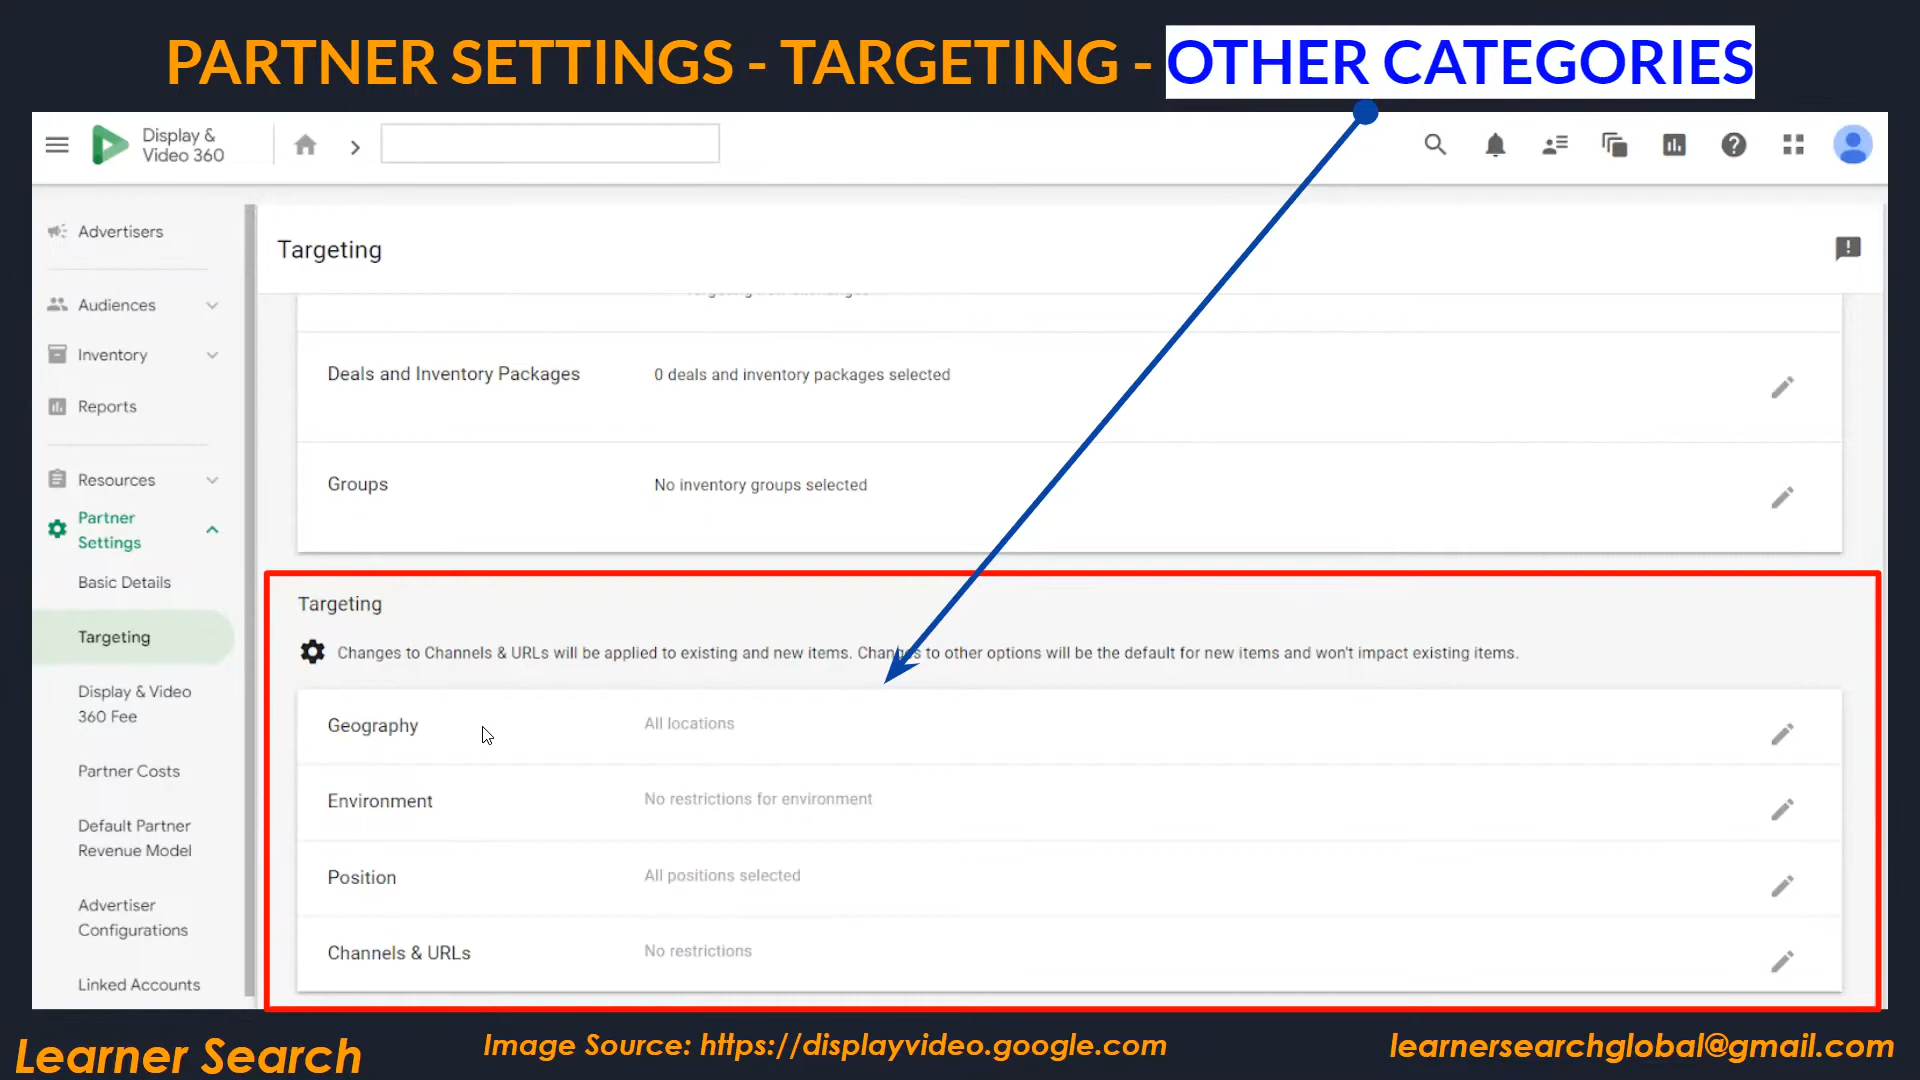 PARTNER SETTINGS - TARGETING - OTHER CATEGORIES
Display &
Video 360
Advertisers
Audiences
Inventory
Reports
Resources
Partner
Settings
Basic Details
Targeting
Display & Video
360 Fee
Partner Costs
Default Partner
Revenue Model
Advertiser
Configurations
Linked Accounts
Targeting
Deals and Inventory Packages
0 deals and inventory packages selected
Groups
No inventory groups selected
Targeting
Changes to Channels & URLs will be applied to existing and new items. Changes to other options will be the default for new items and won't impact existing items.
Geography
All locations
Environment
No restrictions for environment
Position
All positions selected
Channels & URLs
No restrictions
Learner Search
Image Source: https://displayvideo.google.com
learnersearchglobal@gmail.com